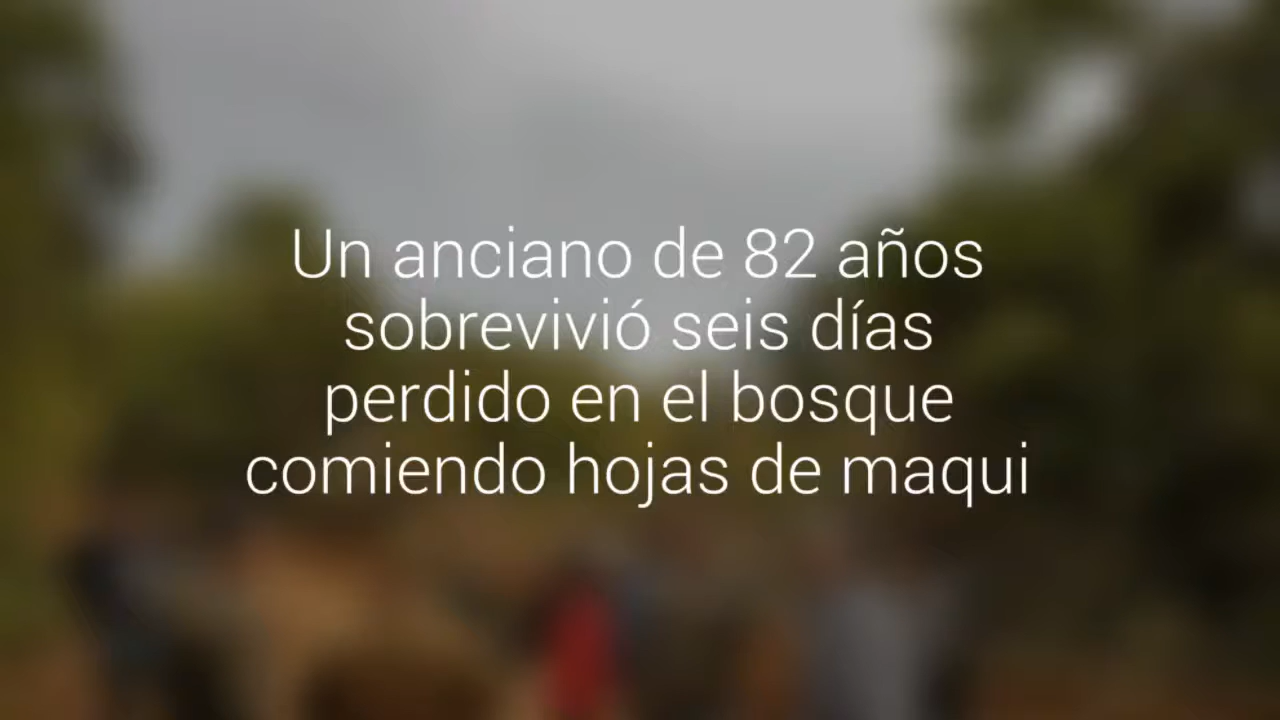 Un anciano de 82 años
sobrevivió seis días
perdido en el bosque
comiendo hojas de maqui